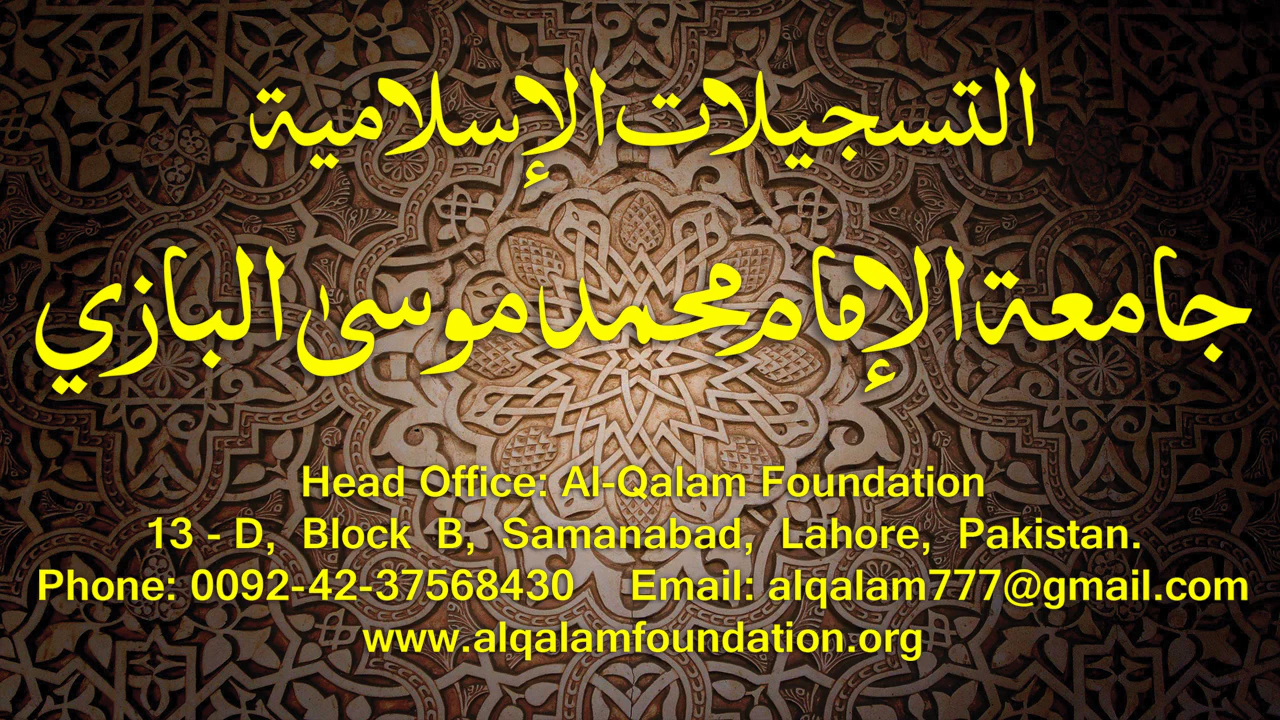 التسجيلات الإسلامية
جامعة الإمام محمد موسى البازي
Head Office: Al-Qalam Foundation
13 - D, Block B, Samanabad, Lahore, Pakistan.
Phone: 0092-42-37568430 Email: alqalam777@gmail.com
www.alqalamfoundation.org